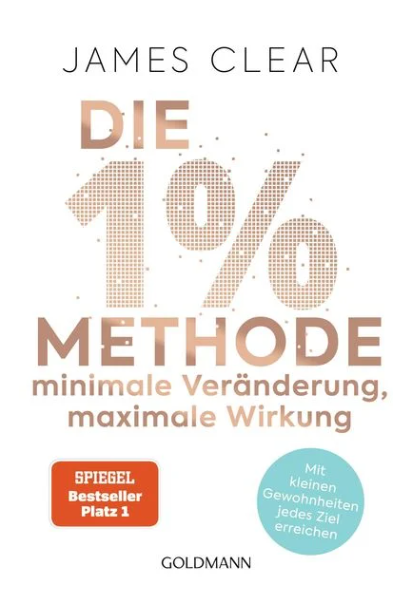 JAMES CLEAR
DIE
1%
METHODE
minimale Veränderung,
maximale Wirkung
SPIEGEL
Bestseller
Platz 1
Mit
kleinen
Gewohnheiten
jedes Ziel
erreichen
GOLDMANN